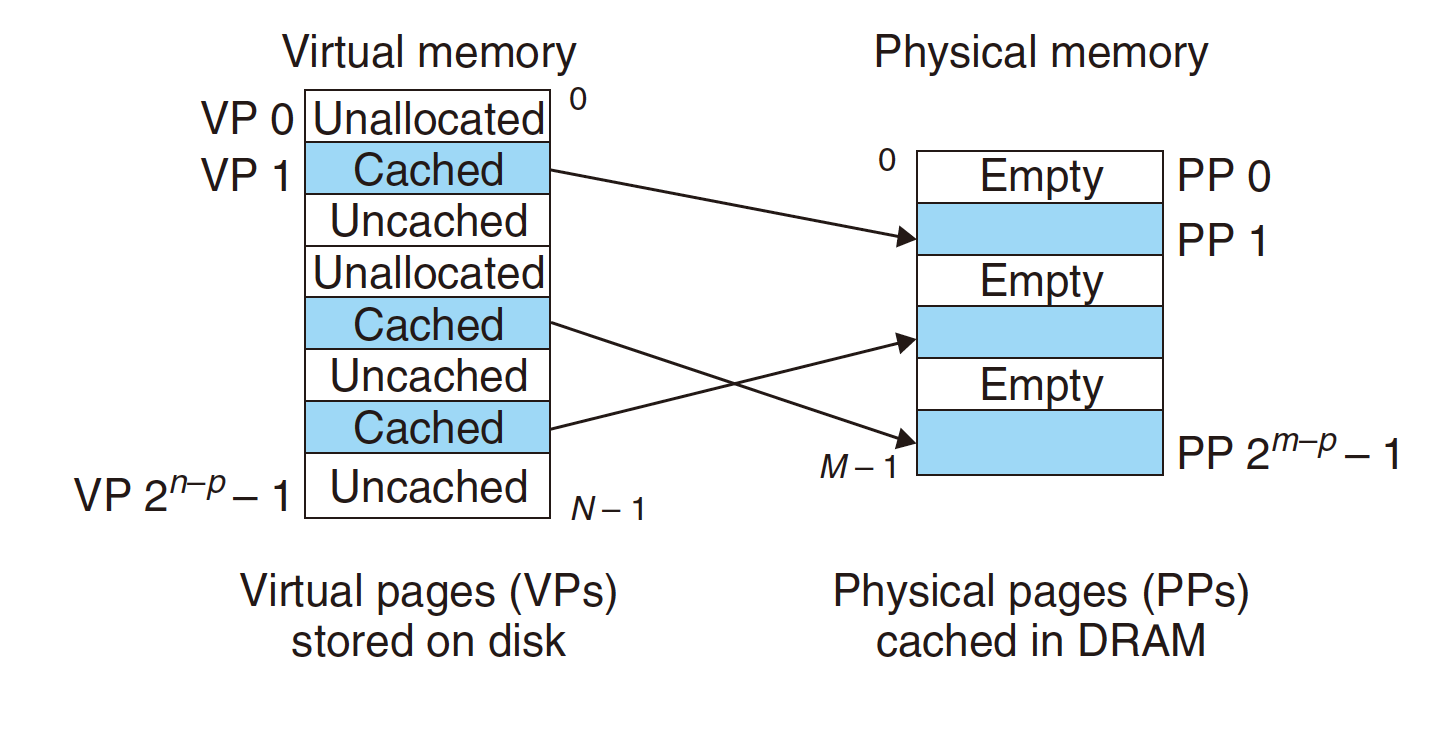 Virtual memory
VP 0 Unallocated 0
VP 1 Cached
Uncached
Unallocated
Cached
Uncached
Cached
VP 2^{n–p} – 1 Uncached
N – 1
Virtual pages (VPs)
stored on disk
Physical memory
0 Empty PP 0
PP 1
Empty
Empty
M – 1 PP 2^{m–p} – 1
Physical pages (PPs)
cached in DRAM